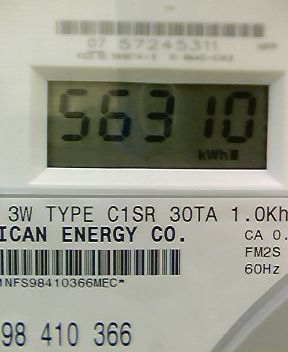 07 57245311
56310
kWh
3W TYPE C1SR 30TA 1.0Kh
ICAN ENERGY CO.
CA 0.
FM2S
60Hz
NFS98410366MEC*
98 410 366